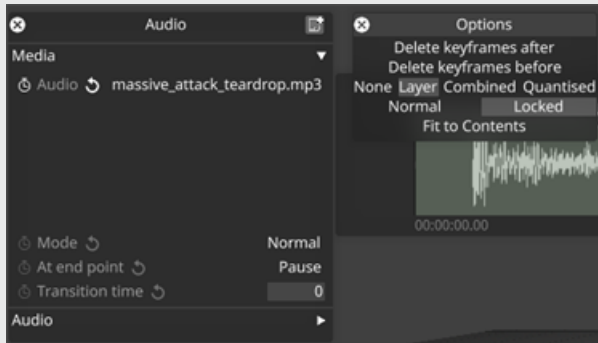 Audio
Media
Audio massive_attack_teardrop.mp3
Mode Normal
At end point Pause
Transition time 0
Audio
Options
Delete keyframes after
Delete keyframes before
None Layer Combined Quantised
Normal Locked
Fit to Contents
00:00:00.00